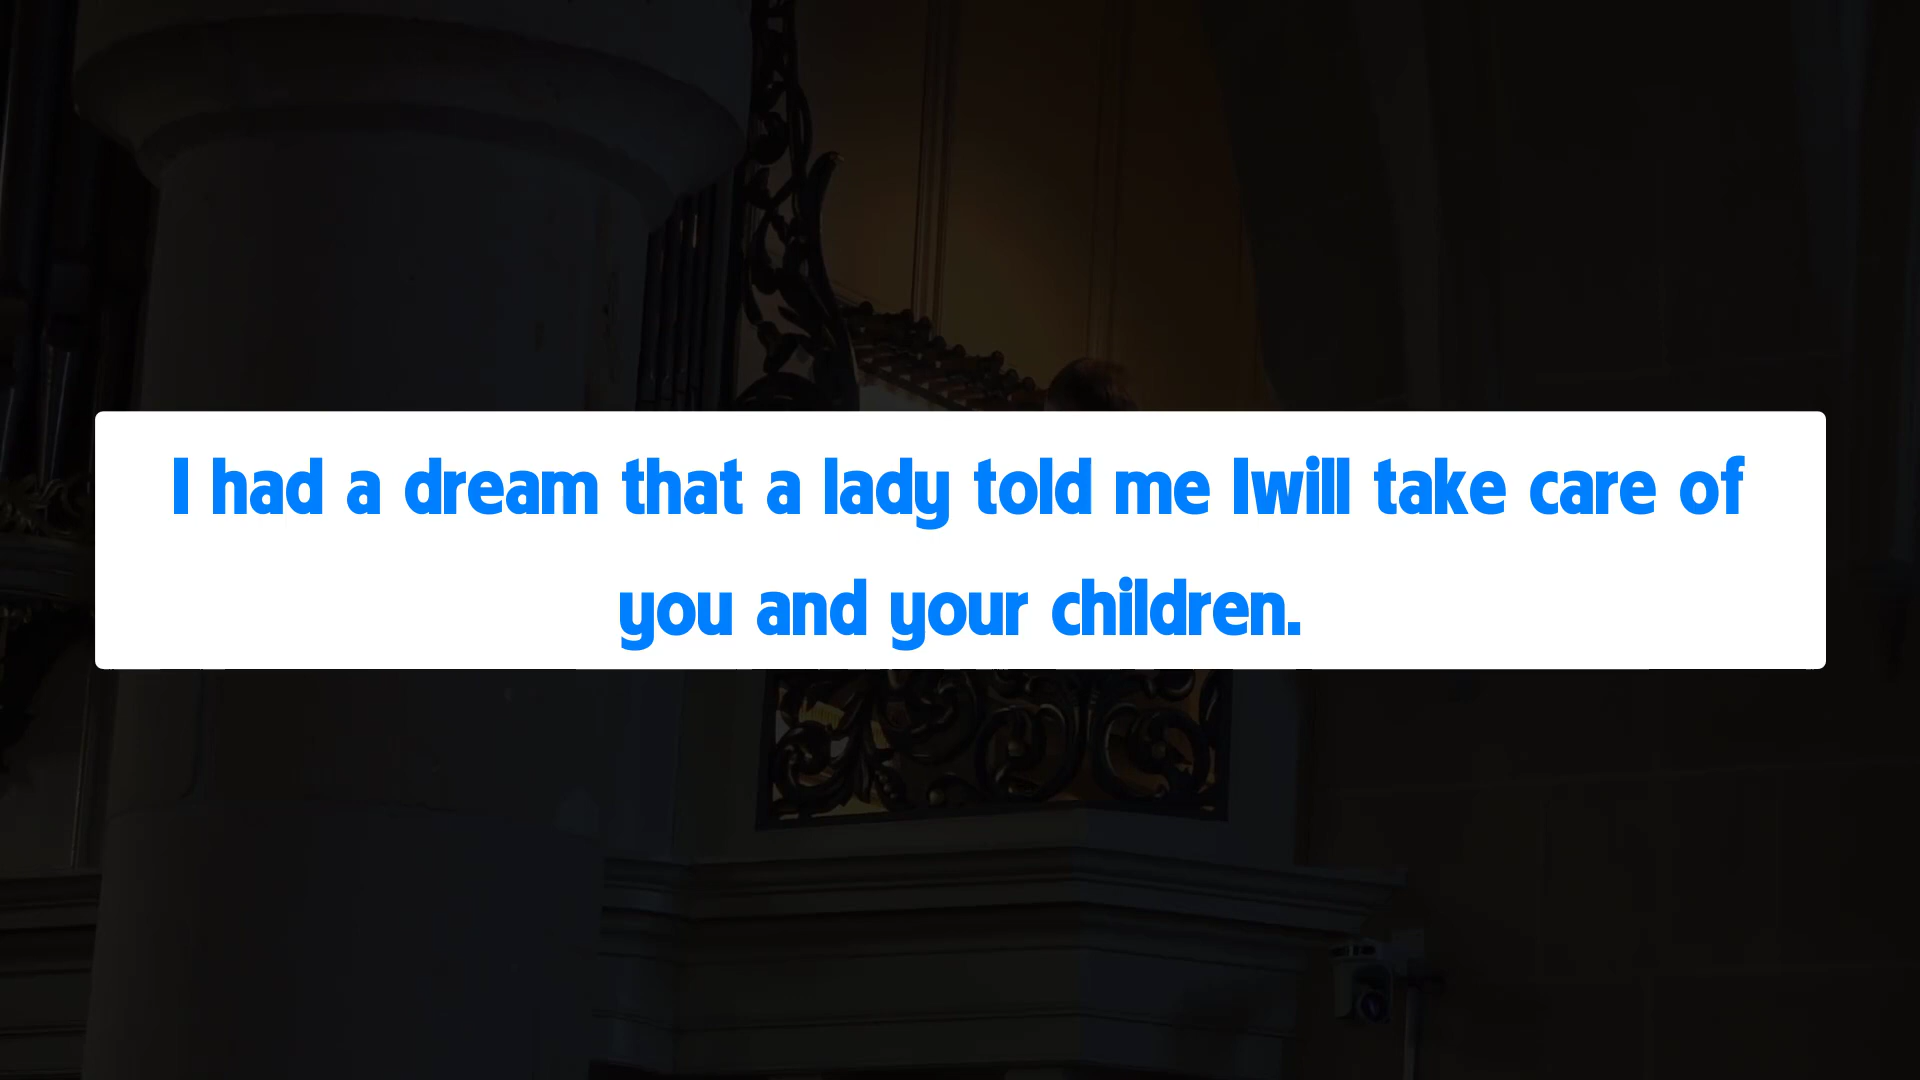 I had a dream that a lady told me Iwill take care of
you and your children.